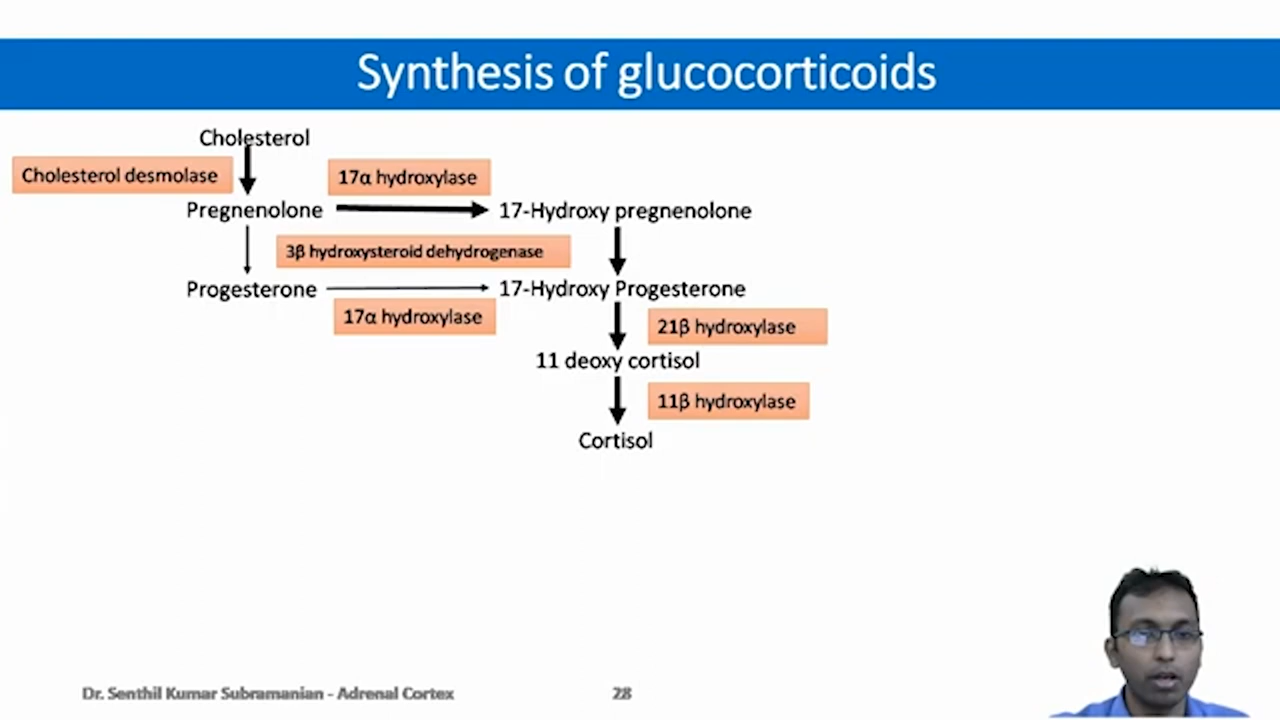 Synthesis of glucocorticoids
Cholesterol
Cholesterol desmolase
17α hydroxylase
Pregnenolone
17-Hydroxy pregnenolone
3β hydroxysteroid dehydrogenase
Progesterone
17-Hydroxy Progesterone
17α hydroxylase
21β hydroxylase
11 deoxy cortisol
11β hydroxylase
Cortisol
Dr. Senthil Kumar Subramanian - Adrenal Cortex
28